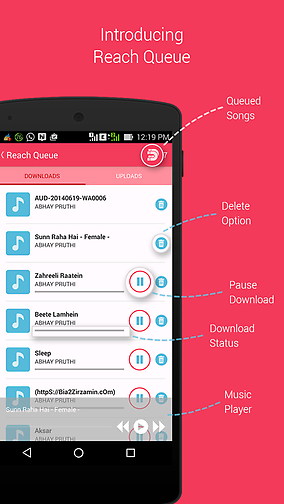 Introducing
Reach Queue
Queued
Songs
12:19 PM
Reach Queue
DOWNLOADS
UPLOADS
AUD-20140619-WA0006
ABHAY PRUTHI
Delete
Option
Sunn Raha Hai - Female -
ABHAY PRUTHI
Zahreeli Raatein
ABHAY PRUTHI
Pause
Download
Beete Lamhein
ABHAY PRUTHI
Download
Status
Sleep
ABHAY PRUTHI
(httpS://Bia2Zirzamin.cOm)
ABHAY PRUTHI
Music
Player
Sunn Raha Hai - Female -
Aksar
ABHAY PRUTHI